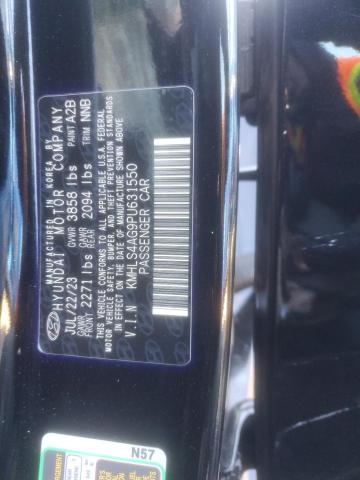 MADE IN KOREA BY
HYUNDAI MOTOR COMPANY
JUL/22/23 GVWR 3858 lbs PAINT A2B
GAWR FRONT 2271 lbs GAWR REAR 2094 lbs TRIM NNB
THIS VEHICLE CONFORMS TO ALL APPLICABLE U.S.A. FEDERAL
MOTOR VEHICLE SAFETY, BUMPER, AND THEFT PREVENTION STANDARDS
IN EFFECT ON THE DATE OF MANUFACTURE SHOWN ABOVE
V.I.N KMHLS4AG9PU631550
PASSENGER CAR
N57